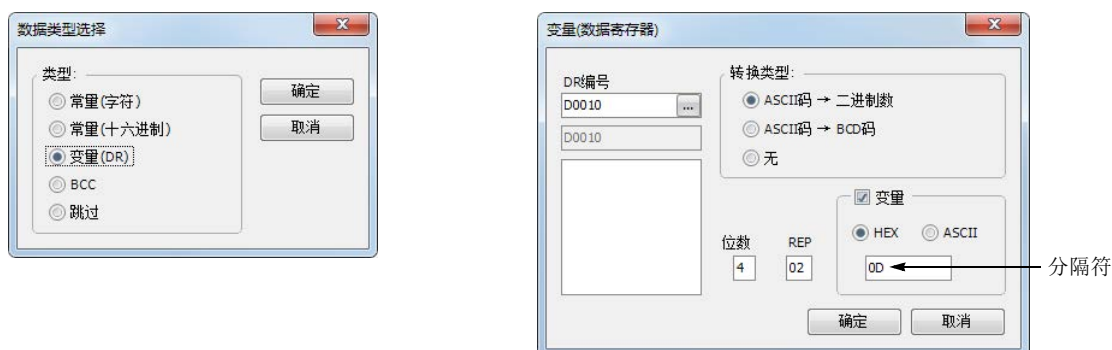 数据类型选择
类型:
常量(字符)
常量(十六进制)
变量(DR)
BCC
跳过
确定
取消
变量(数据寄存器)
DR编号
D0010
...
D0010
转换类型:
ASCII码 → 二进制数
ASCII码 → BCD码
无
变量
HEX
ASCII
位数
REP
4
02
0D
分隔符
确定
取消